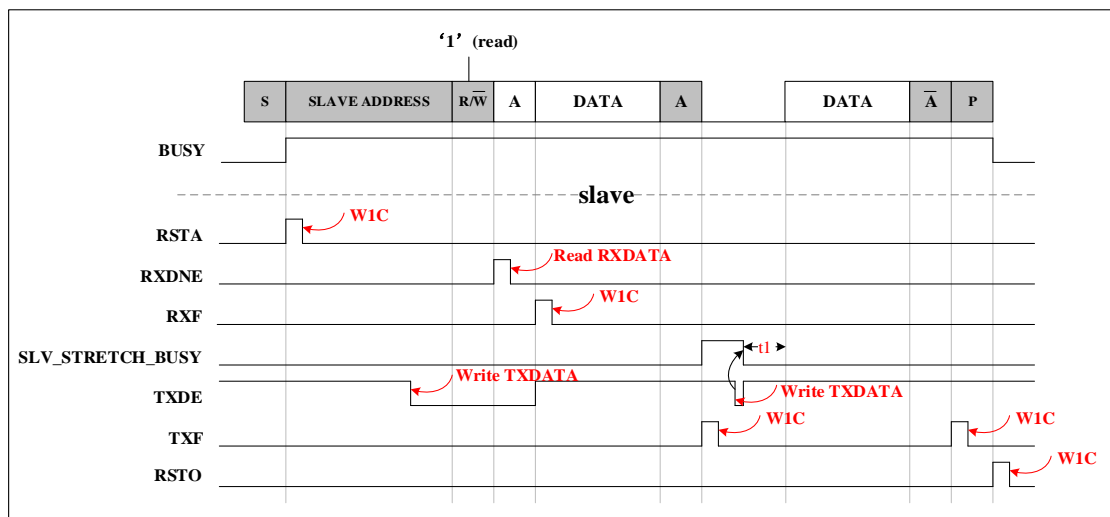 ‘1’ (read)
S SLAVE ADDRESS R/W̅ A DATA A DATA A̅ P
BUSY
slave
W1C
RSTA
Read RXDATA
RXDNE
W1C
RXF
SLV_STRETCH_BUSY t1
Write TXDATA
TXDE Write TXDATA
W1C W1C
TXF
W1C
RSTO